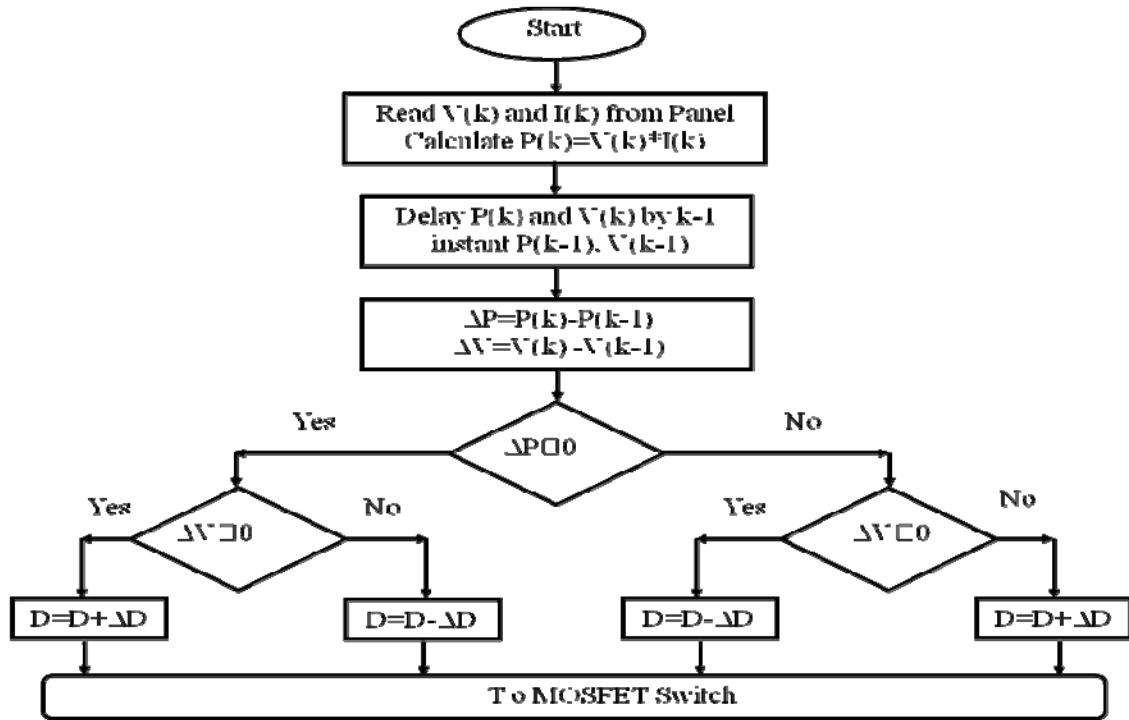 Start
Read V(k) and I(k) from Panel
Calculate P(k)=V(k)*I(k)
Delay P(k) and V(k) by k-1
instant P(k-1), V(k-1)
ΔP=P(k)-P(k-1)
ΔV=V(k) -V(k-1)
Yes
ΔP□0
No
Yes
ΔV□0
No
Yes
ΔV□0
No
D=D+ΔD
D=D-ΔD
D=D-ΔD
D=D+ΔD
To MOSFET Switch